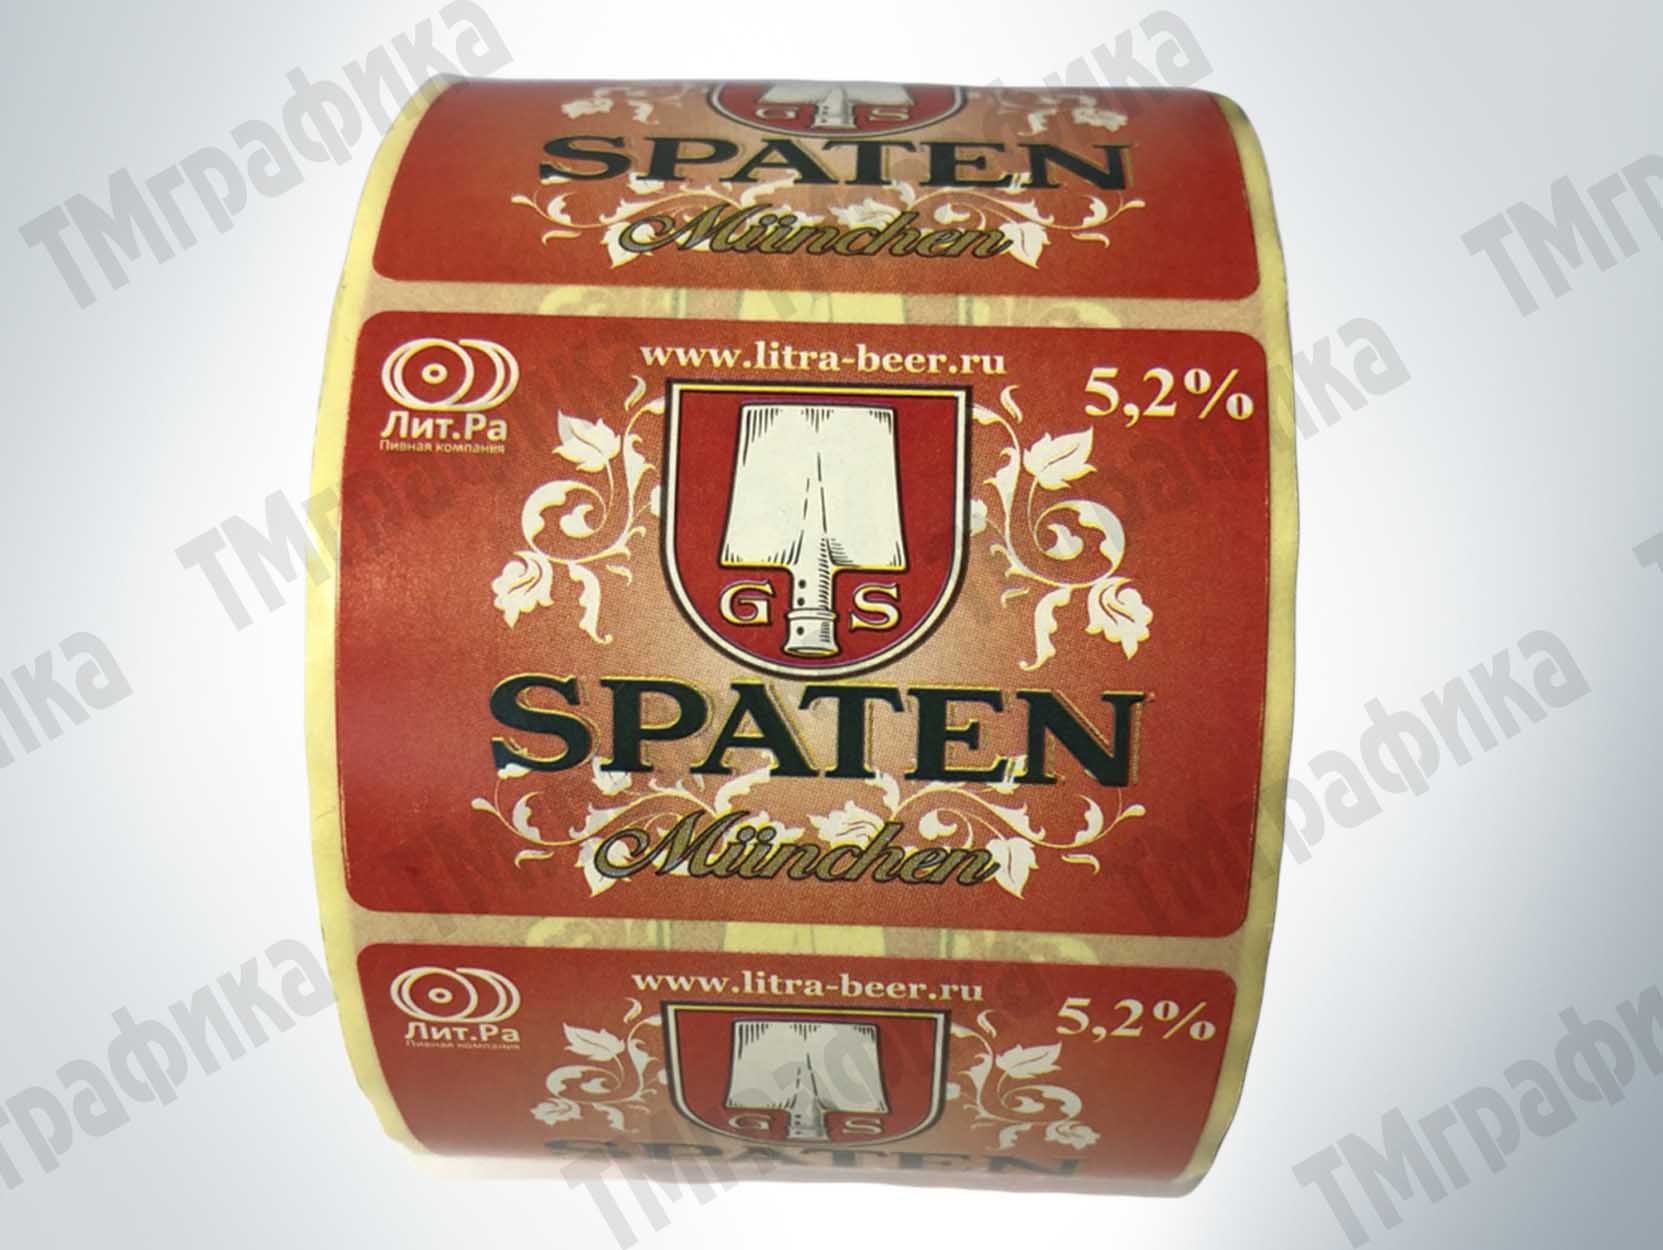 SPATEN
München
www.litra-beer.ru
5,2%
Лит.Ра
Пивная компания
G S
SPATEN
München
www.litra-beer.ru
5,2%
Лит.Ра
Пивная компания
G S
SPATEN
ТМграфика